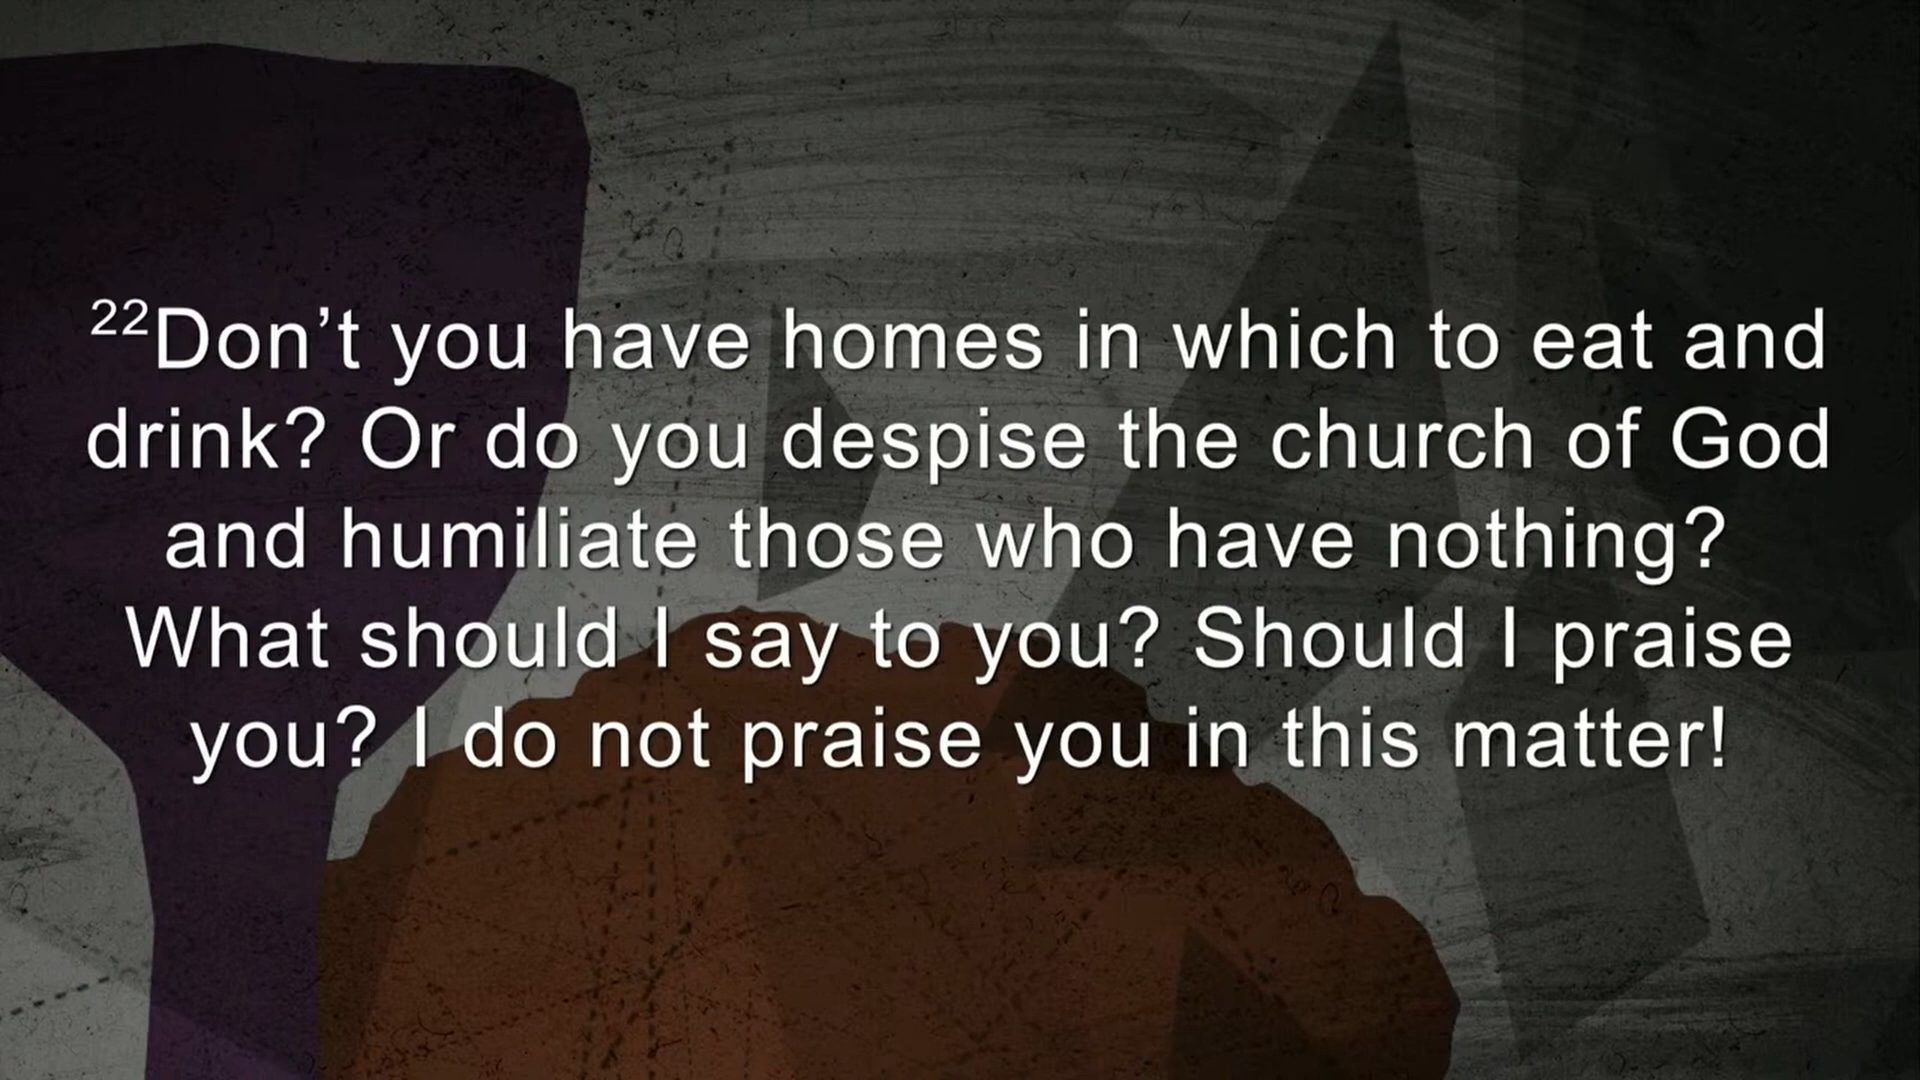 ²²Don’t you have homes in which to eat and
drink? Or do you despise the church of God
and humiliate those who have nothing?
What should I say to you? Should I praise
you? I do not praise you in this matter!